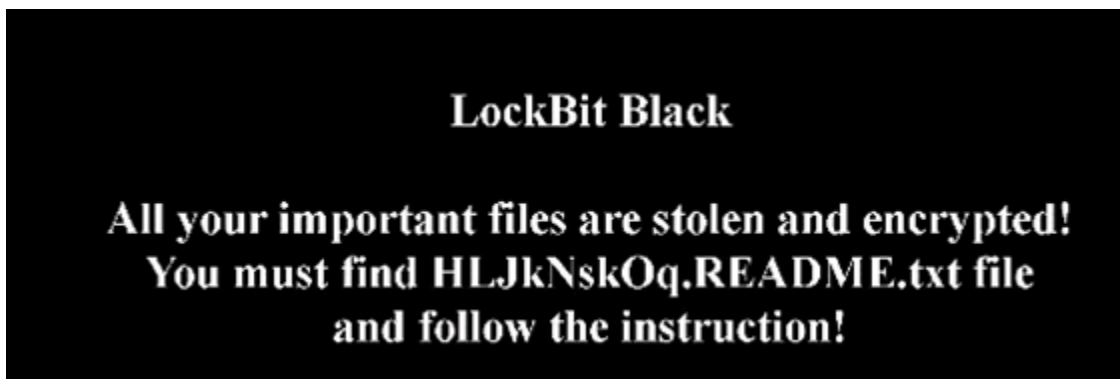 LockBit Black
All your important files are stolen and encrypted!
You must find HLJkNskOq.README.txt file
and follow the instruction!